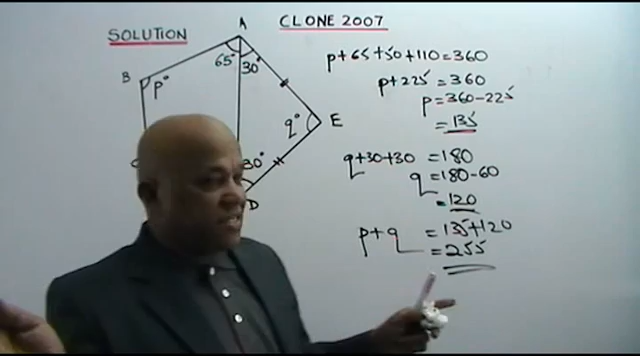 SOLUTION
CLONE 2007
A
65° 30°
B
p°
E
q°
30°
D
p+65+50+110=360
p+225=360
p=360-225
=135
q+30+30=180
q=180-60
=120
p+q=135+120
=255